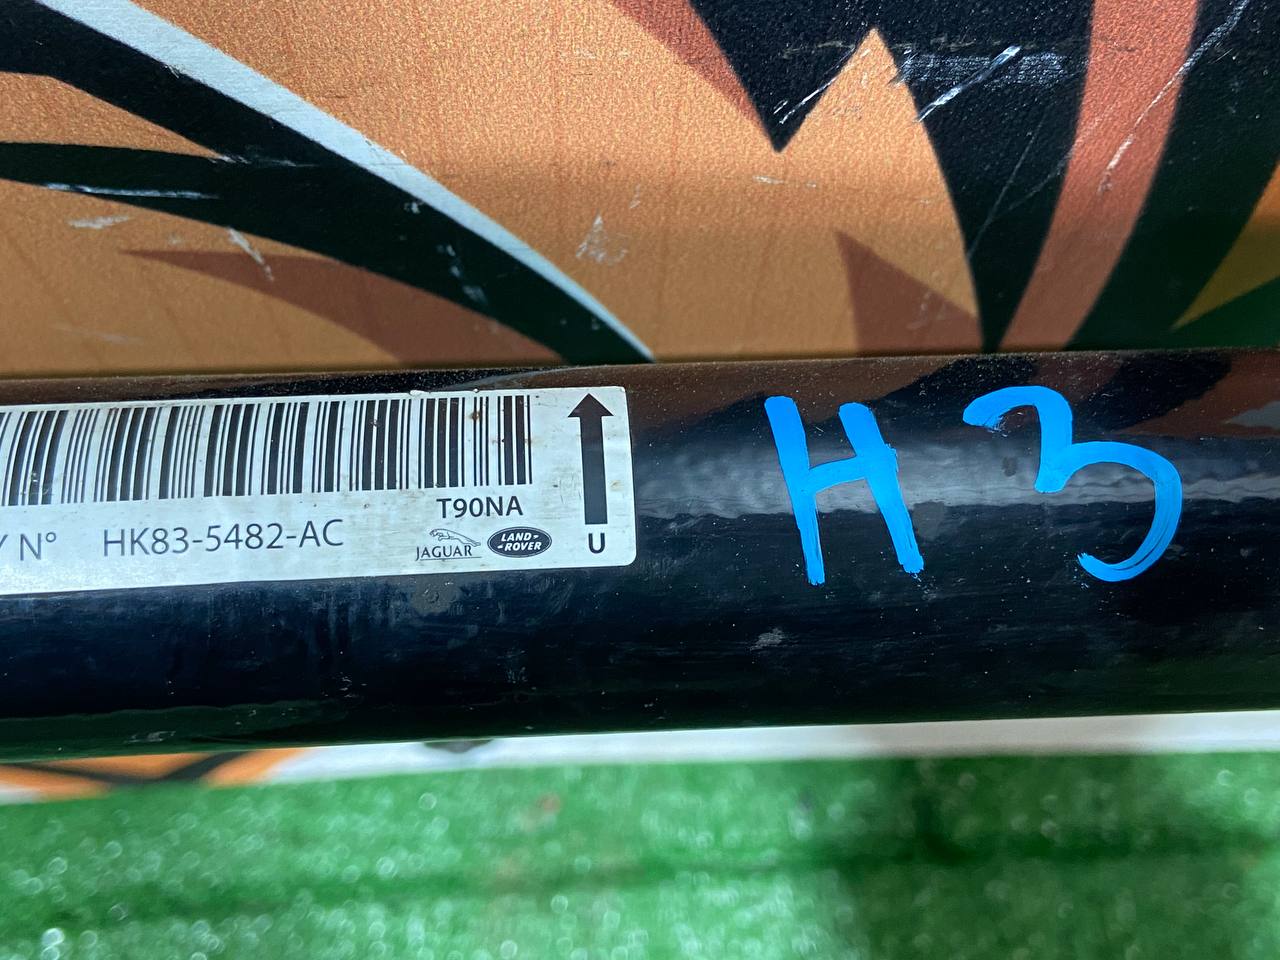 T90NA
Y N° HK83-5482-AC
JAGUAR
LAND-
-ROVER
U
H3